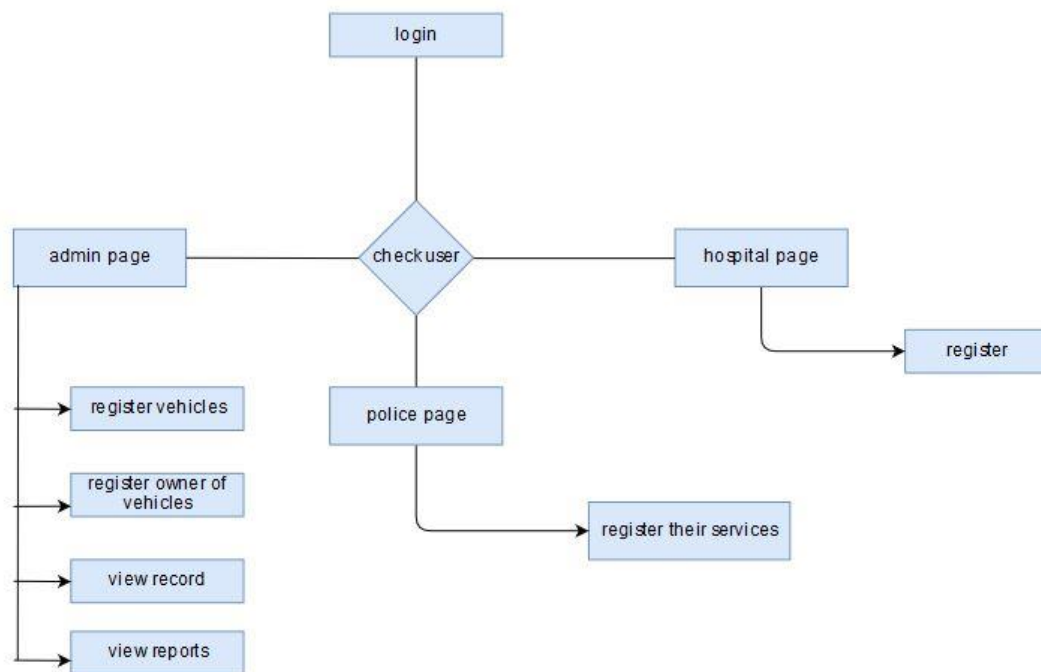 login
admin page
check user
hospital page
register
register vehicles
police page
register owner of
vehicles
register their services
view record
view reports